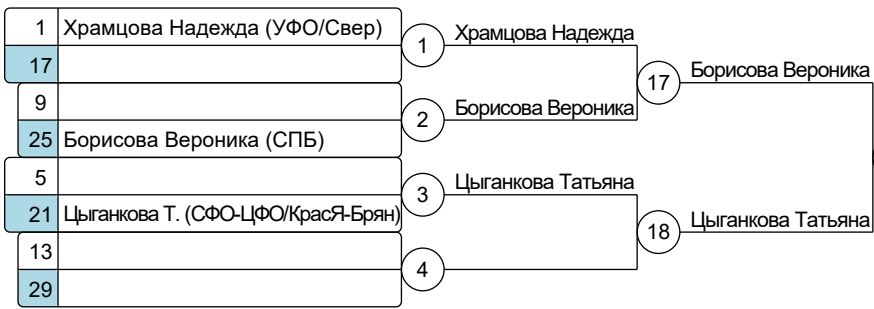 1 Храмцова Надежда (УФО/Свер)
17
9
25 Борисова Вероника (СПБ)
5
21 Цыганкова Т. (СФО-ЦФО/КрасЯ-Брян)
13
29
1 Храмцова Надежда
2 Борисова Вероника
3 Цыганкова Татьяна
4
17 Борисова Вероника
18 Цыганкова Татьяна